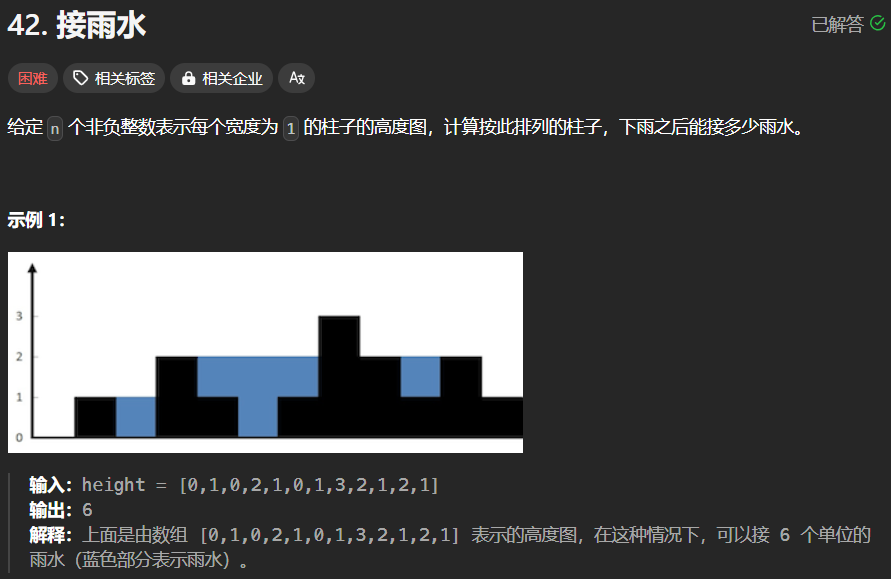 42. 接雨水
已解答
困难 相关标签 相关企业
给定 n 个非负整数表示每个宽度为 1 的柱子的高度图，计算按此排列的柱子，下雨之后能接多少雨水。
示例 1：
3
2
1
0
输入：height = [0,1,0,2,1,0,1,3,2,1,2,1]
输出：6
解释：上面是由数组 [0,1,0,2,1,0,1,3,2,1,2,1] 表示的高度图，在这种情况下，可以接 6 个单位的
雨水（蓝色部分表示雨水）。